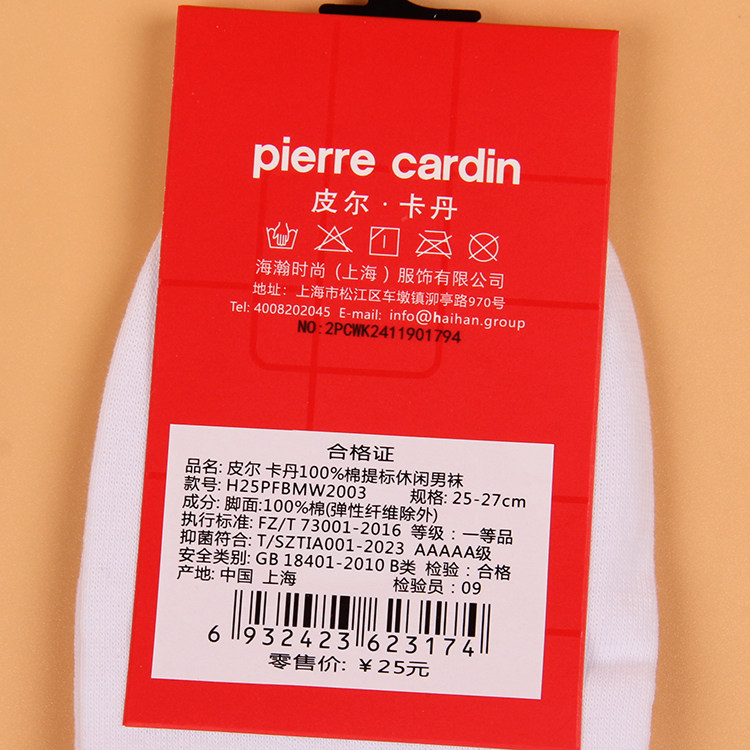 pierre cardin
皮尔·卡丹
海瀚时尚(上海)服饰有限公司
地址: 上海市松江区车墩镇泖亭路970号
Tel: 4008202045 E-mail: info@haihan.group
NO:2PCWK2411901794
合格证
品名: 皮尔 卡丹100%棉提标休闲男袜
款号: H25PFBMW2003 规格: 25-27cm
成分: 脚面:100%棉(弹性纤维除外)
执行标准: FZ/T 73001-2016 等级: 一等品
抑菌符合: T/SZTIA001-2023 AAAAA级
安全类别: GB 18401-2010 B类 检验: 合格
产地: 中国 上海 检验员: 09
6 932423 623174
零售价: ¥25元